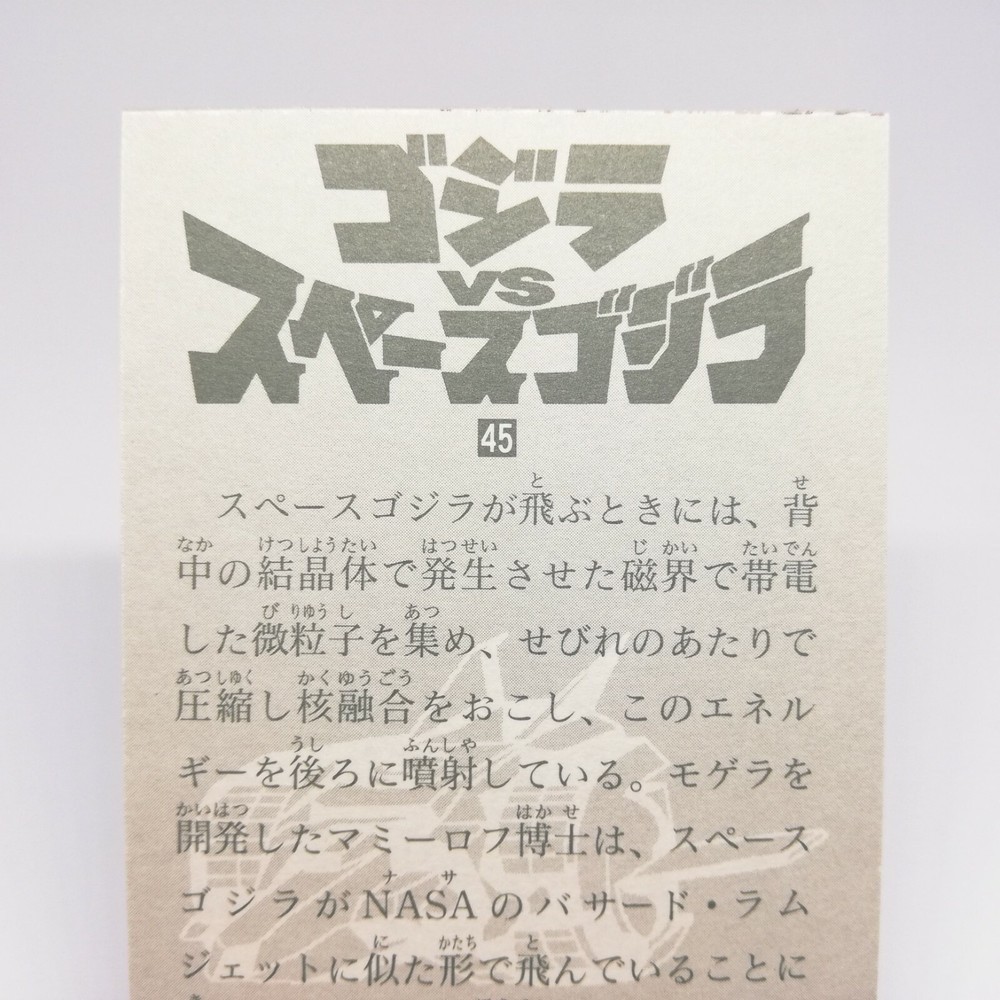 ゴジラ
VS
スペースゴジラ
45
スペースゴジラが飛ぶときには、背
中の結晶体で発生させた磁界で帯電
した微粒子を集め、せびれのあたりで
圧縮し核融合をおこし、このエネル
ギーを後ろに噴射している。モゲラを
開発したマミーロフ博士は、スペース
ゴジラがNASAのバサード・ラム
ジェットに似た形で飛んでいることに